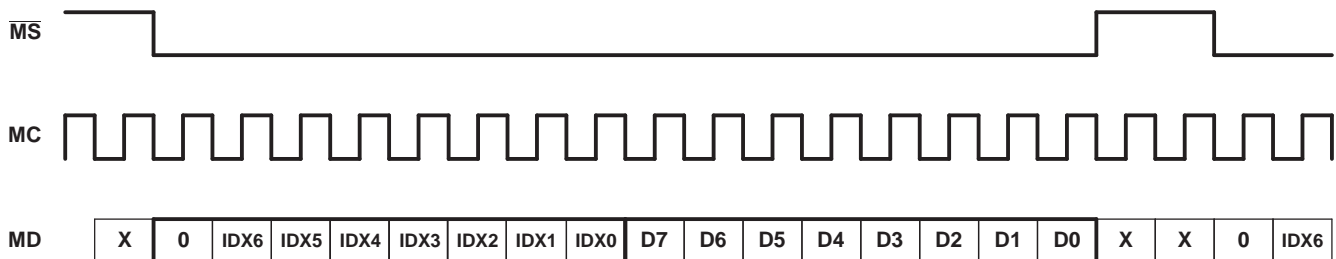 MS
MC
MD X 0 IDX6 IDX5 IDX4 IDX3 IDX2 IDX1 IDX0 D7 D6 D5 D4 D3 D2 D1 D0 X X 0 IDX6